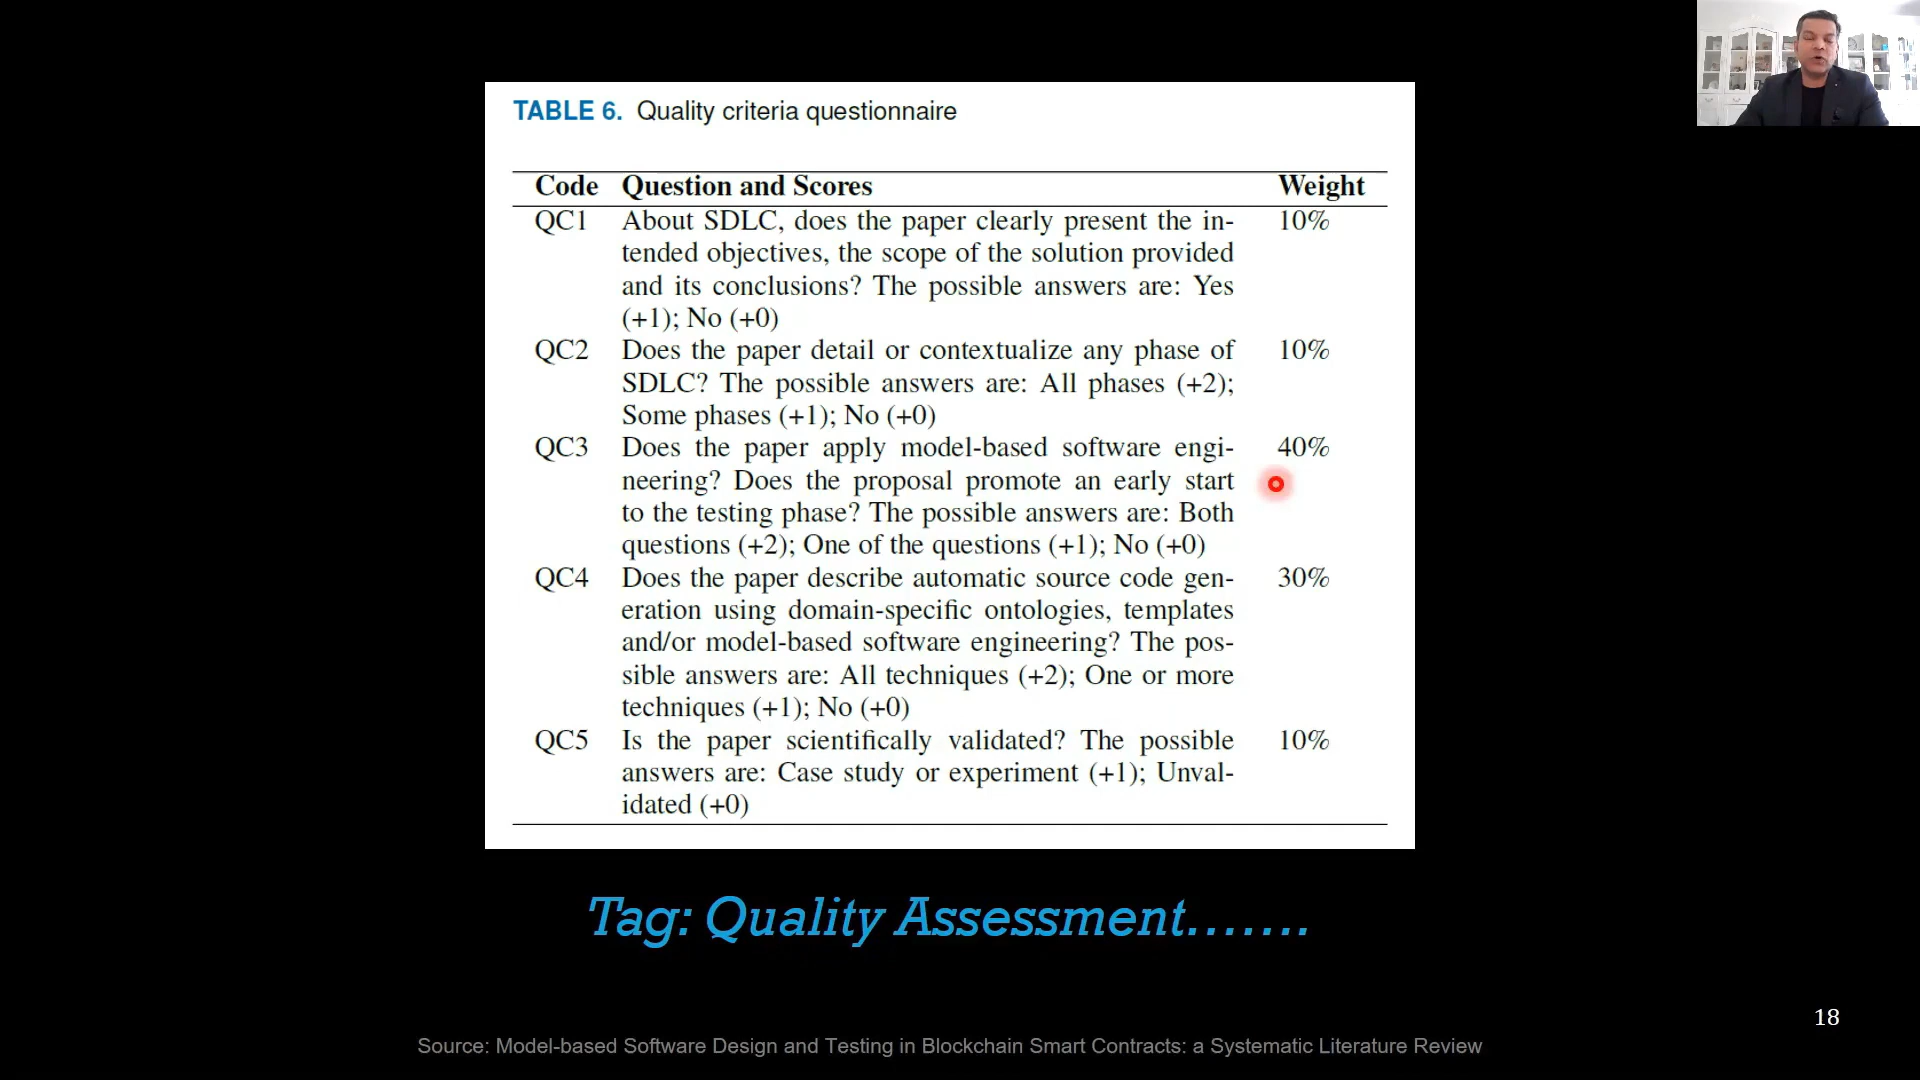 TABLE 6. Quality criteria questionnaire
Code Question and Scores Weight
QC1 About SDLC, does the paper clearly present the in- 10%
tended objectives, the scope of the solution provided
and its conclusions? The possible answers are: Yes
(+1); No (+0)
QC2 Does the paper detail or contextualize any phase of 10%
SDLC? The possible answers are: All phases (+2);
Some phases (+1); No (+0)
QC3 Does the paper apply model-based software engi- 40%
neering? Does the proposal promote an early start
to the testing phase? The possible answers are: Both
questions (+2); One of the questions (+1); No (+0)
QC4 Does the paper describe automatic source code gen- 30%
eration using domain-specific ontologies, templates
and/or model-based software engineering? The pos-
sible answers are: All techniques (+2); One or more
techniques (+1); No (+0)
QC5 Is the paper scientifically validated? The possible 10%
answers are: Case study or experiment (+1); Unval-
idated (+0)
Tag: Quality Assessment.......
18
Source: Model-based Software Design and Testing in Blockchain Smart Contracts: a Systematic Literature Review